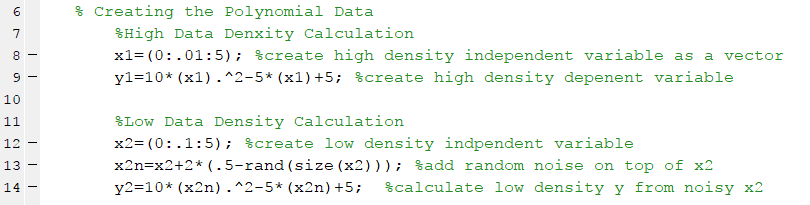 6 % Creating the Polynomial Data
7 %High Data Denxity Calculation
8 - x1=(0:.01:5); %create high density independent variable as a vector
9 - y1=10*(x1).^2-5*(x1)+5; %create high density depenent variable
10
11 %Low Data Density Calculation
12 - x2=(0:.1:5); %create low density indpendent variable
13 - x2n=x2+2*(.5-rand(size(x2))); %add random noise on top of x2
14 - y2=10*(x2n).^2-5*(x2n)+5; %calculate low density y from noisy x2